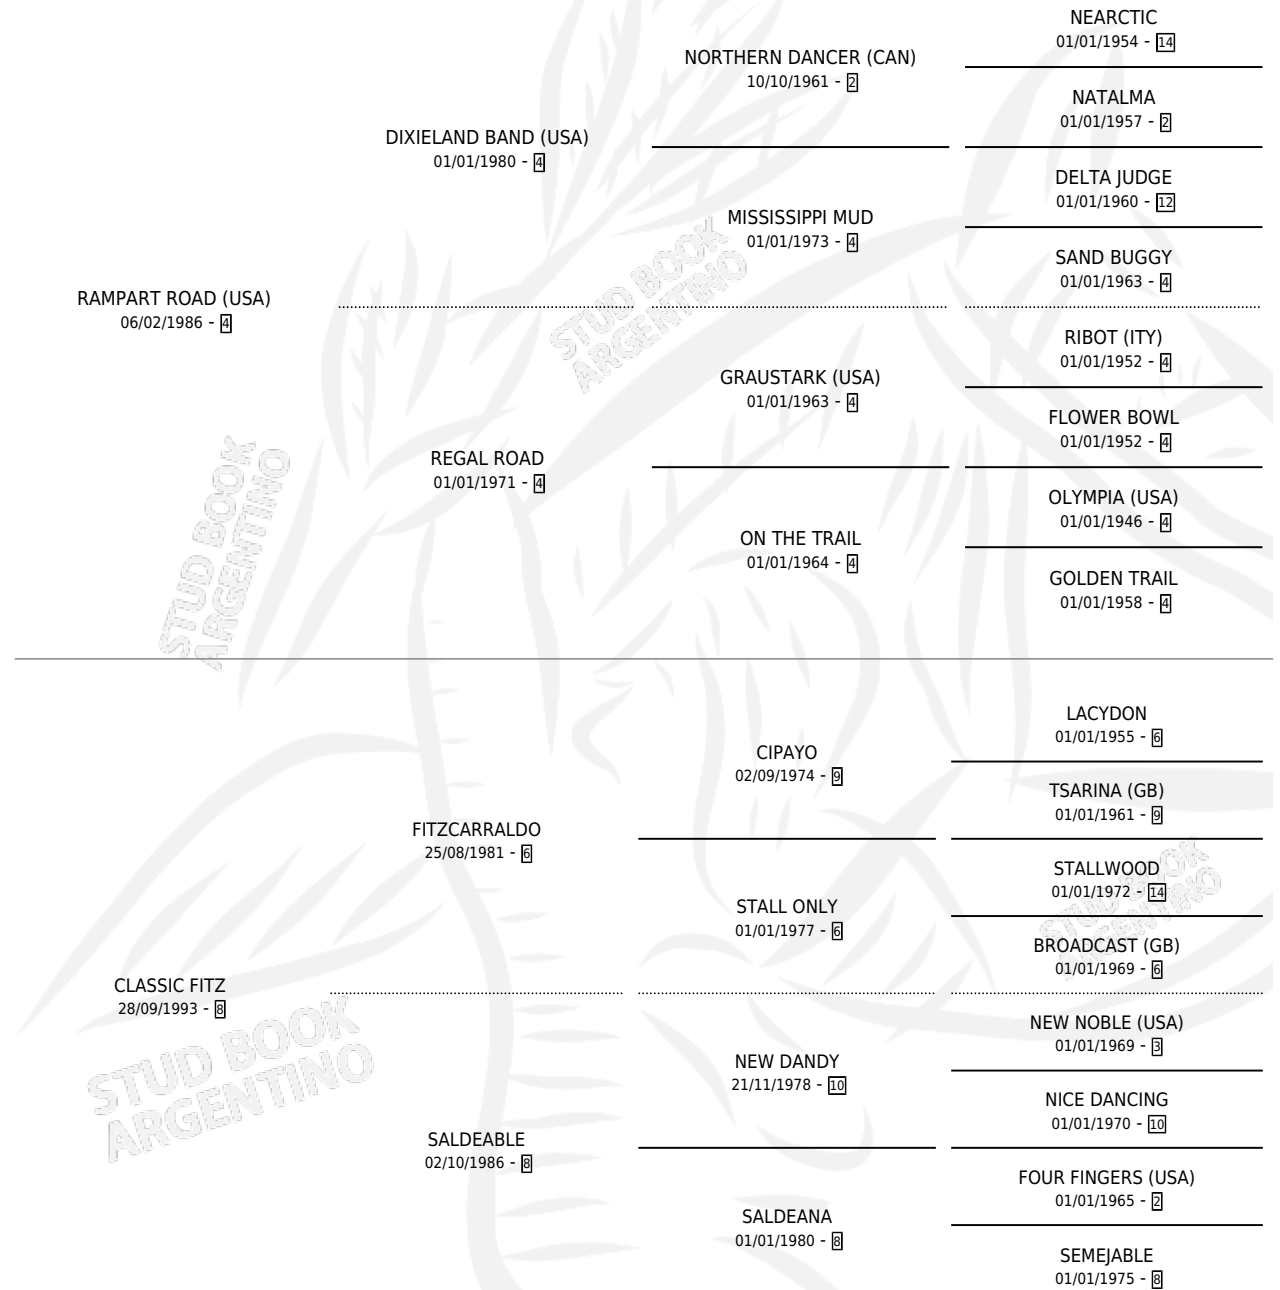 NEARCTIC
01/01/1954 - 14
NORTHERN DANCER (CAN)
10/10/1961 - 2
NATALMA
01/01/1957 - 2
DIXIELAND BAND (USA)
01/01/1980 - 4
DELTA JUDGE
01/01/1960 - 12
MISSISSIPPI MUD
01/01/1973 - 4
SAND BUGGY
01/01/1963 - 4
RAMPART ROAD (USA)
06/02/1986 - 4
RIBOT (ITY)
01/01/1952 - 4
GRAUSTARK (USA)
01/01/1963 - 4
FLOWER BOWL
01/01/1952 - 4
REGAL ROAD
01/01/1971 - 4
OLYMPIA (USA)
01/01/1946 - 4
ON THE TRAIL
01/01/1964 - 4
GOLDEN TRAIL
01/01/1958 - 4
LACYDON
01/01/1955 - 6
CIPAYO
02/09/1974 - 9
TSARINA (GB)
01/01/1961 - 9
FITZCARRALDO
25/08/1981 - 6
STALLWOOD
01/01/1972 - 14
STALL ONLY
01/01/1977 - 6
BROADCAST (GB)
01/01/1969 - 6
CLASSIC FITZ
28/09/1993 - 8
NEW NOBLE (USA)
01/01/1969 - 3
NEW DANDY
21/11/1978 - 10
NICE DANCING
01/01/1970 - 10
SALDEABLE
02/10/1986 - 8
FOUR FINGERS (USA)
01/01/1965 - 2
SALDEANA
01/01/1980 - 8
SEMEJABLE
01/01/1975 - 8
STUD BOOK
ARGENTINO
STUD BOOK
ARGENTINO
STUD BOOK
ARGENTINO
STUD BOOK
ARGENTINO